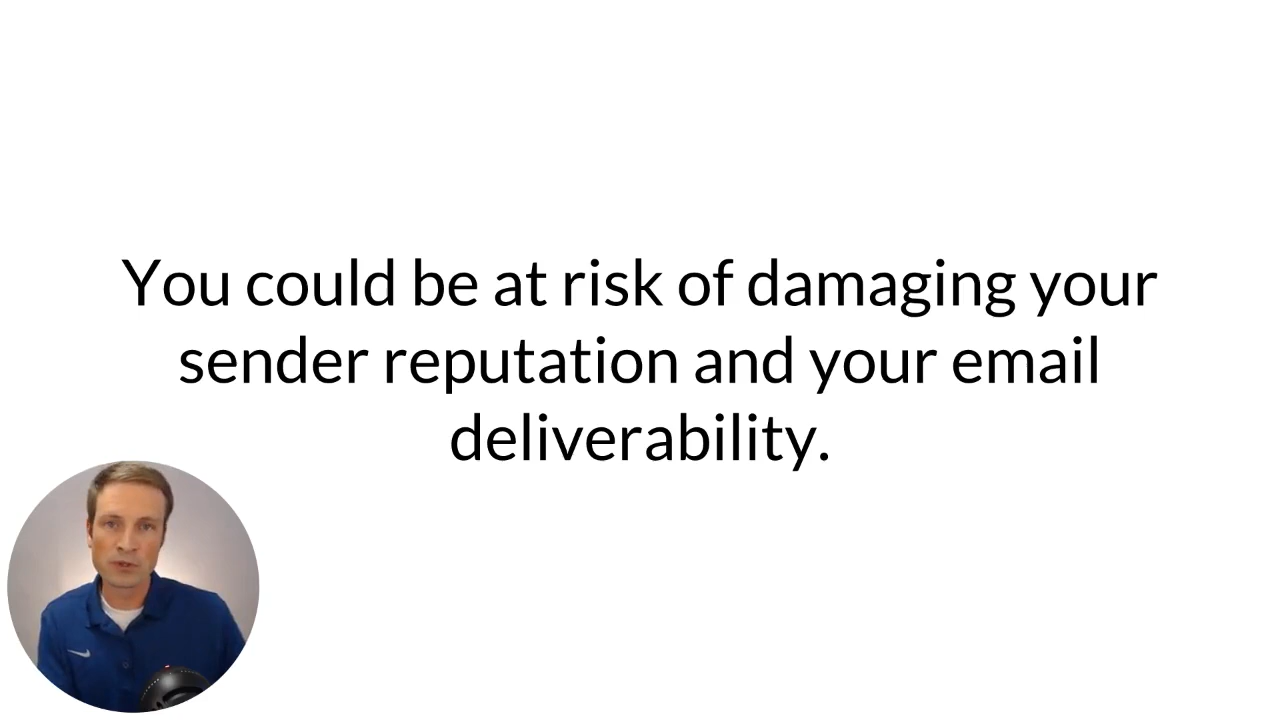 You could be at risk of damaging your
sender reputation and your email
deliverability.